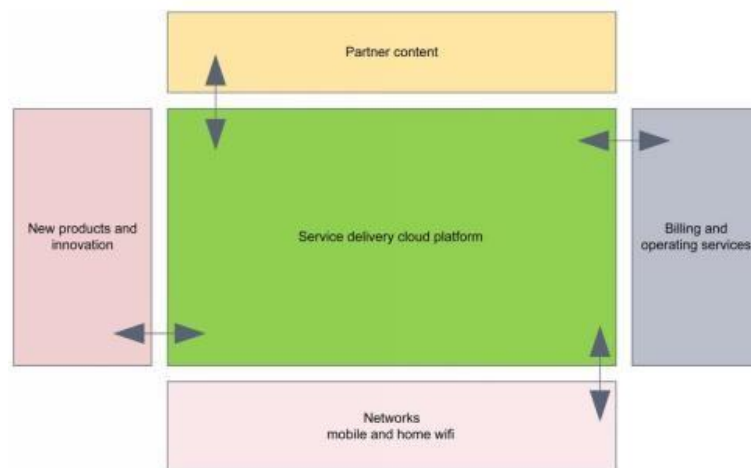 Partner content
New products and
innovation
Service delivery cloud platform
Billing and
operating services
Networks
mobile and home wifi